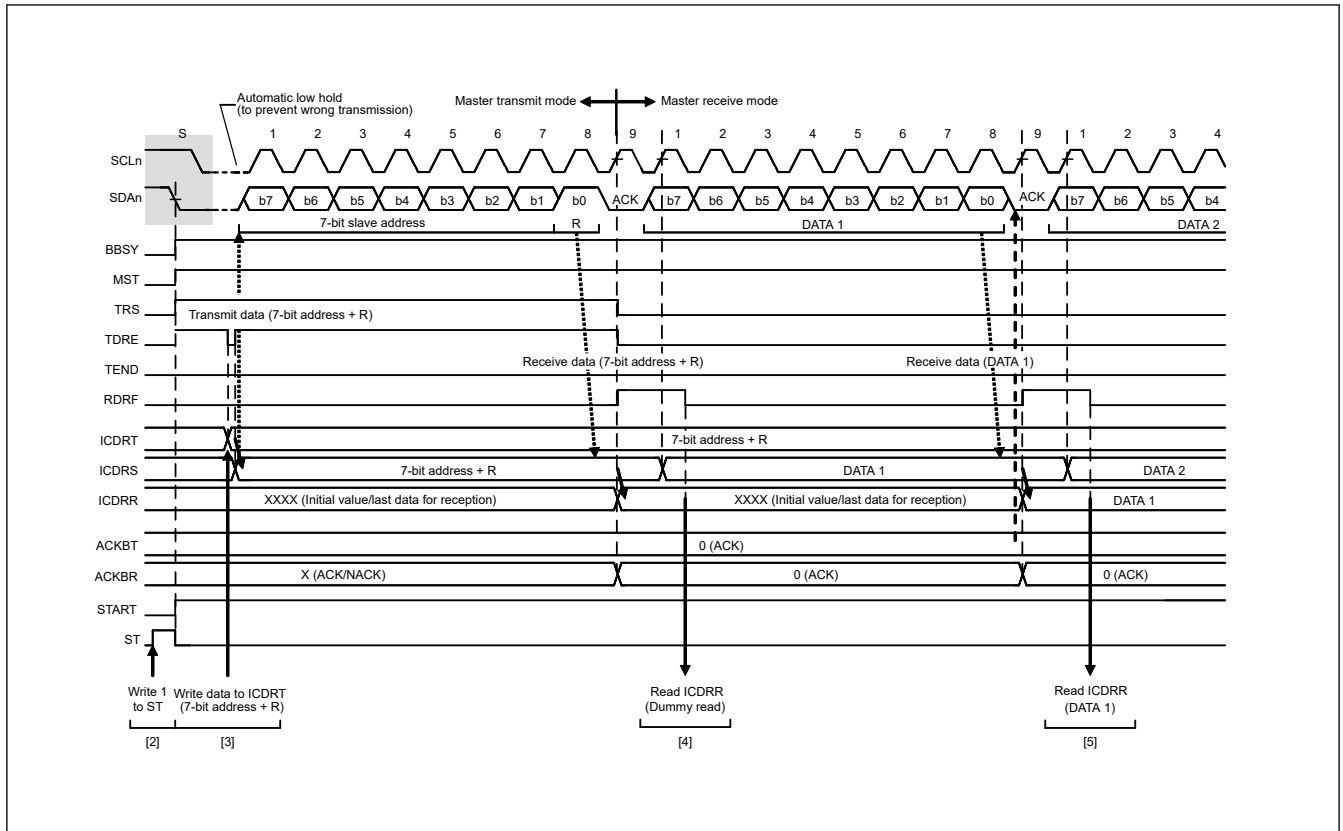 Automatic low hold
(to prevent wrong transmission)
Master transmit mode
Master receive mode
S 1 2 3 4 5 6 7 8 9 1 2 3 4 5 6 7 8 9 1 2 3 4
SCLn
SDAn b7 b6 b5 b4 b3 b2 b1 b0 ACK b7 b6 b5 b4 b3 b2 b1 b0 ACK b7 b6 b5 b4
7-bit slave address R DATA 1 DATA 2
BBSY
MST
TRS Transmit data (7-bit address + R)
TDRE
Receive data (7-bit address + R) Receive data (DATA 1)
TEND
RDRF
ICDRT 7-bit address + R
ICDRS 7-bit address + R DATA 1 DATA 2
ICDRR XXXX (Initial value/last data for reception) XXXX (Initial value/last data for reception) DATA 1
ACKBT 0 (ACK)
ACKBR X (ACK/NACK) 0 (ACK) 0 (ACK)
START
ST
Write 1
to ST
Write data to ICDRT
(7-bit address + R)
Read ICDRR
(Dummy read)
Read ICDRR
(DATA 1)
[2] [3] [4] [5]